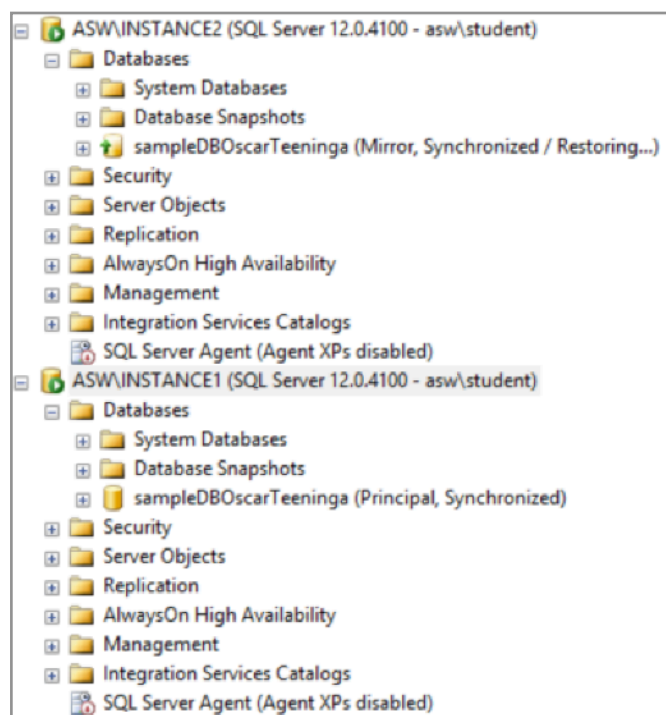 ASW\INSTANCE2 (SQL Server 12.0.4100 - asw\student)
Databases
System Databases
Database Snapshots
sampleDBOscarTeeninga (Mirror, Synchronized / Restoring...)
Security
Server Objects
Replication
AlwaysOn High Availability
Management
Integration Services Catalogs
SQL Server Agent (Agent XPs disabled)
ASW\INSTANCE1 (SQL Server 12.0.4100 - asw\student)
Databases
System Databases
Database Snapshots
sampleDBOscarTeeninga (Principal, Synchronized)
Security
Server Objects
Replication
AlwaysOn High Availability
Management
Integration Services Catalogs
SQL Server Agent (Agent XPs disabled)